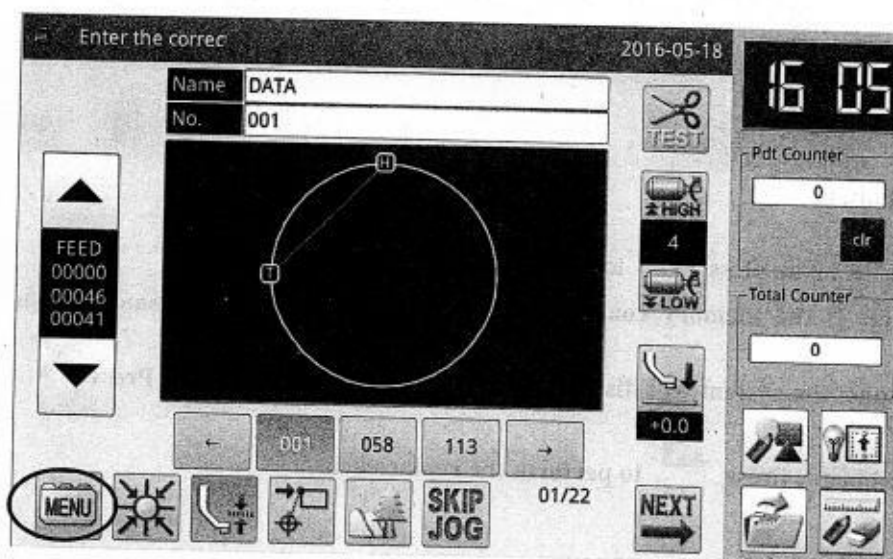 Enter the correc
2016-05-18
16 05
Name DATA
No. 001
TEST
Pdt Counter
0
clr
HIGH
4
LOW
FEED
00000
00046
00041
H
T
Total Counter
0
+0.0
← 001 058 113 →
01/22
MENU
SKIP
JOG
NEXT